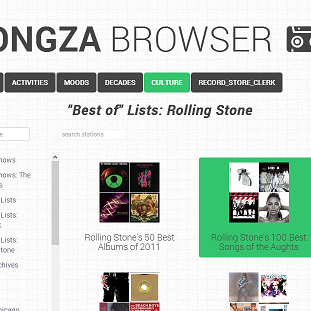 ONGZA BROWSER
ACTIVITIES
MOODS
DECADES
CULTURE
RECORD_STORE_CLERK
"Best of" Lists: Rolling Stone
e
search stations
hows
hows: The
s
Lists
Lists:
Lists:
tone
chives
hicago
Rolling Stone's 50 Best
Albums of 2011
Rolling Stone's 100 Best
Songs of the Aughts